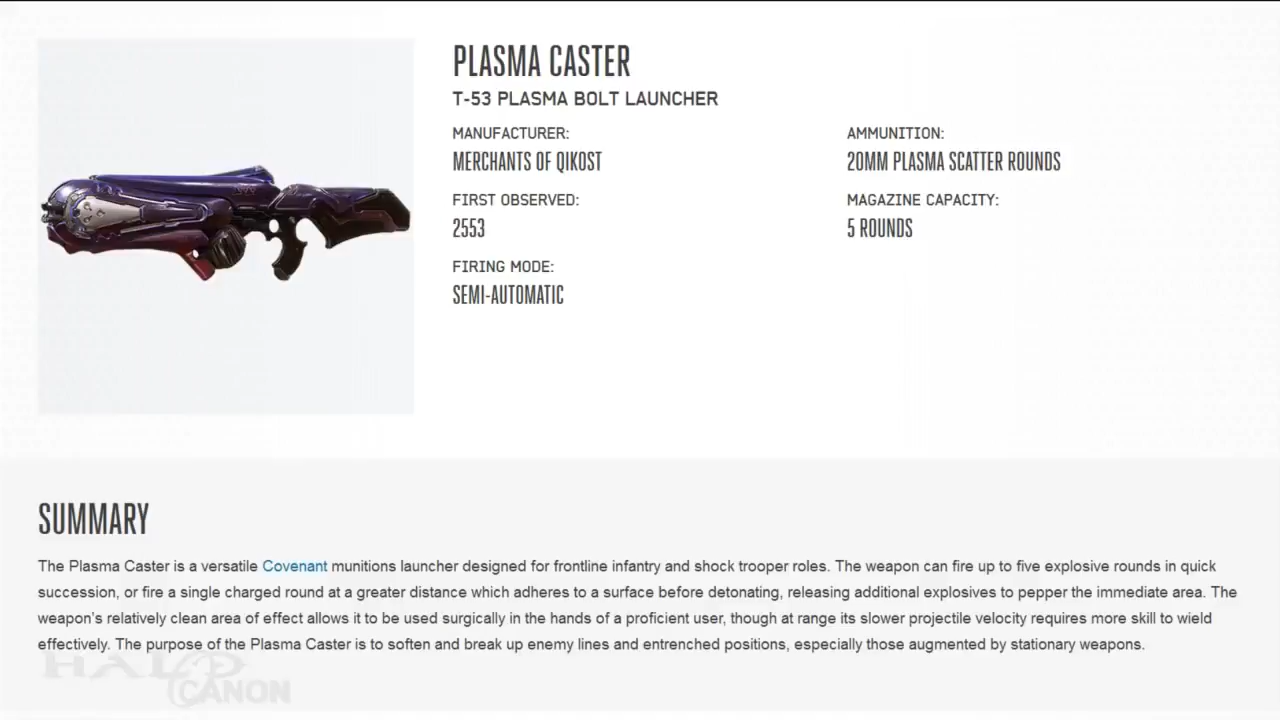 PLASMA CASTER
T-53 PLASMA BOLT LAUNCHER
MANUFACTURER:
MERCHANTS OF QIKOST
AMMUNITION:
20MM PLASMA SCATTER ROUNDS
FIRST OBSERVED:
2553
MAGAZINE CAPACITY:
5 ROUNDS
FIRING MODE:
SEMI-AUTOMATIC
SUMMARY
The Plasma Caster is a versatile Covenant munitions launcher designed for frontline infantry and shock trooper roles. The weapon can fire up to five explosive rounds in quick
succession, or fire a single charged round at a greater distance which adheres to a surface before detonating, releasing additional explosives to pepper the immediate area. The
weapon's relatively clean area of effect allows it to be used surgically in the hands of a proficient user, though at range its slower projectile velocity requires more skill to wield
effectively. The purpose of the Plasma Caster is to soften and break up enemy lines and entrenched positions, especially those augmented by stationary weapons.
HALO
CANON